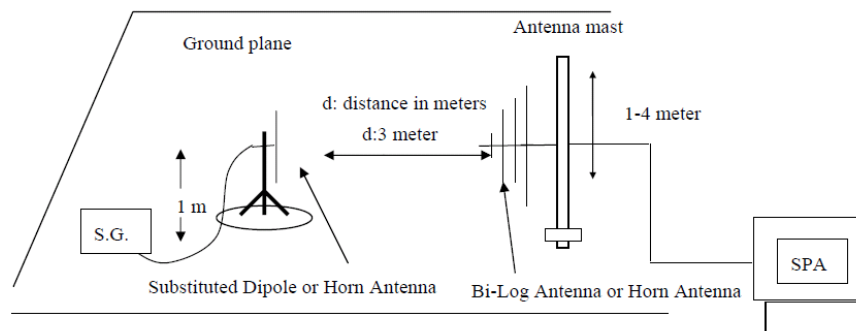 Antenna mast
Ground plane
d: distance in meters
d:3 meter
1-4 meter
1 m
S.G.
SPA
Substituted Dipole or Horn Antenna
Bi-Log Antenna or Horn Antenna